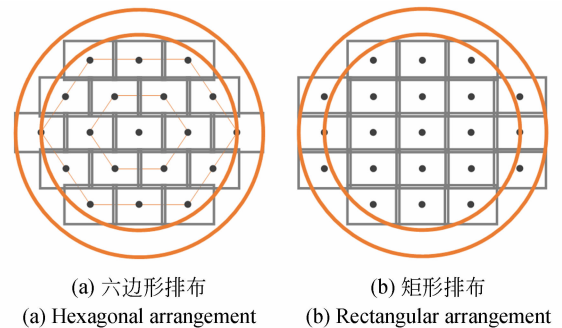 (a) 六边形排布
(b) 矩形排布
(a) Hexagonal arrangement
(b) Rectangular arrangement